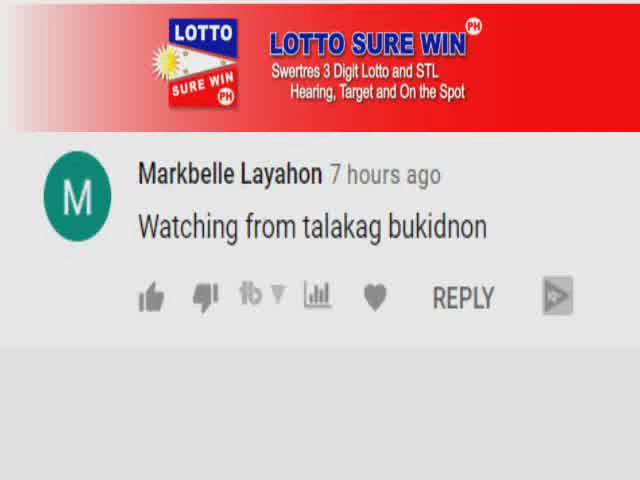 LOTTO
SURE WIN
PH
LOTTO SURE WIN PH
Swertres 3 Digit Lotto and STL
Hearing, Target and On the Spot
M
Markbelle Layahon 7 hours ago
Watching from talakag bukidnon
REPLY